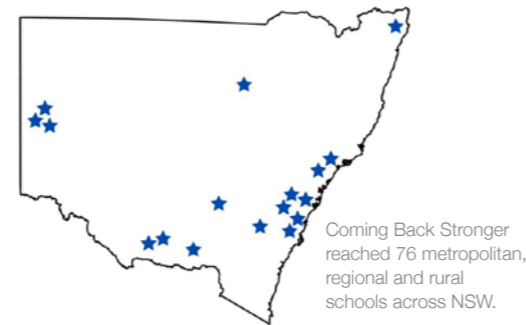 Coming Back Stronger
reached 76 metropolitan,
regional and rural
schools across NSW.